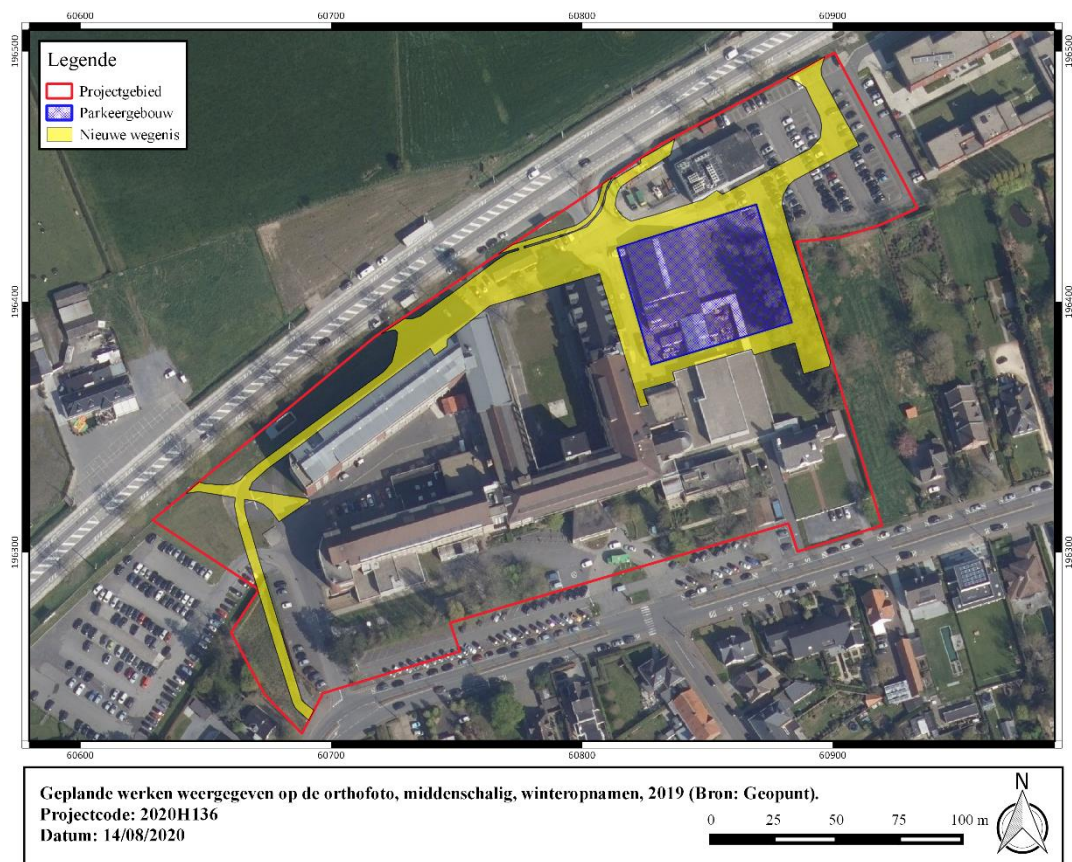 60600 60700 60800 60900
196500 196500
Legende
Projectgebied
Parkeergebouw
Nieuwe wegenis
196400 196400
196300 196300
60600 60700 60800 60900
Geplande werken weergegeven op de orthofoto, middenschalig, winteropnamen, 2019 (Bron: Geopunt).
Projectcode: 2020H136
Datum: 14/08/2020
0 25 50 75 100 m
N